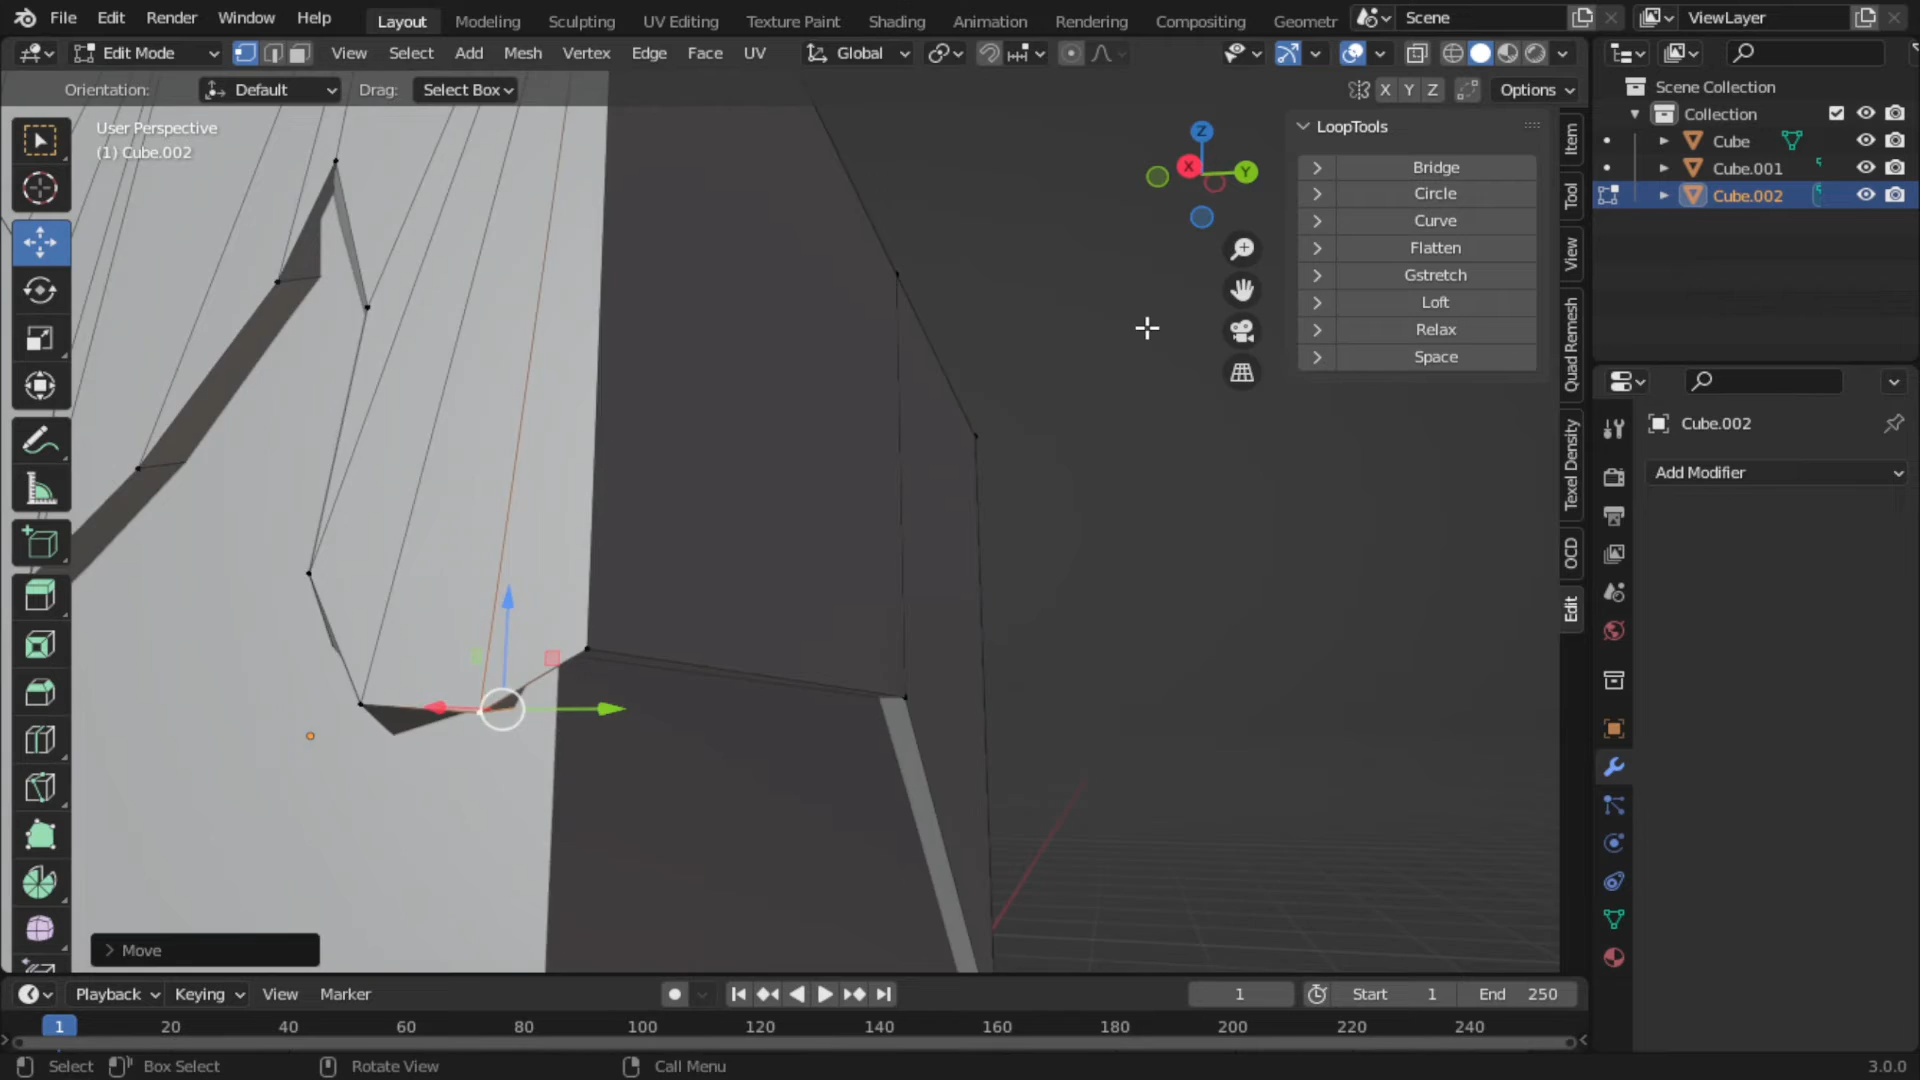 File Edit Render Window Help Layout Modeling Sculpting UV Editing Texture Paint Shading Animation Rendering Compositing Geometr Scene ViewLayer
Edit Mode View Select Add Mesh Vertex Edge Face UV Global
Orientation: Default Drag: Select Box X Y Z Options
User Perspective
(1) Cube.002
Z
X
Y
LoopTools
Bridge
Circle
Curve
Flatten
Gstretch
Loft
Relax
Space
Item
Tool
View
Quad Remesh
Texel Density
OCD
Edit
Scene Collection
Collection
Cube
Cube.001
Cube.002
Cube.002
Add Modifier
Move
Playback Keying View Marker 1 Start 1 End 250
1 20 40 60 80 100 120 140 160 180 200 220 240
Select Box Select Rotate View Call Menu 3.0.0